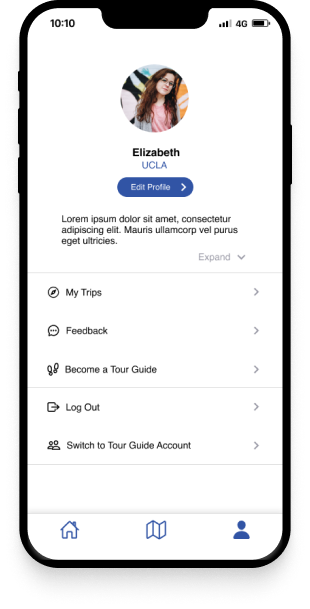 10:10
4G
Elizabeth
UCLA
Edit Profile
Lorem ipsum dolor sit amet, consectetur
adipiscing elit. Mauris ullamcorp vel purus
eget ultricies.
Expand
My Trips
Feedback
Become a Tour Guide
Log Out
Switch to Tour Guide Account